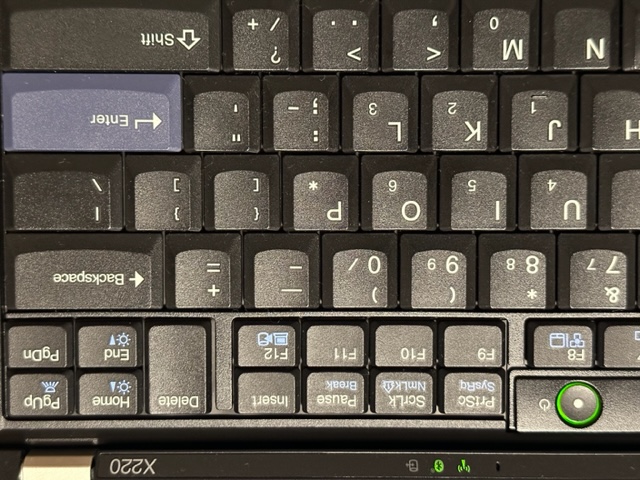 X220
PrtSc ScrLk Pause Insert Delete Home PgUp
SysRq NmLk Break
F8 F9 F10 F11 F12 End PgDn
& * ( ) — +
7 7 8 8 9 9 0 / - = Backspace
U I O P { } |
4 5 6 * [ ] \
H J K L : " Enter
1 2 3 ; - '
N M < > ? Shift
0 , . . / +